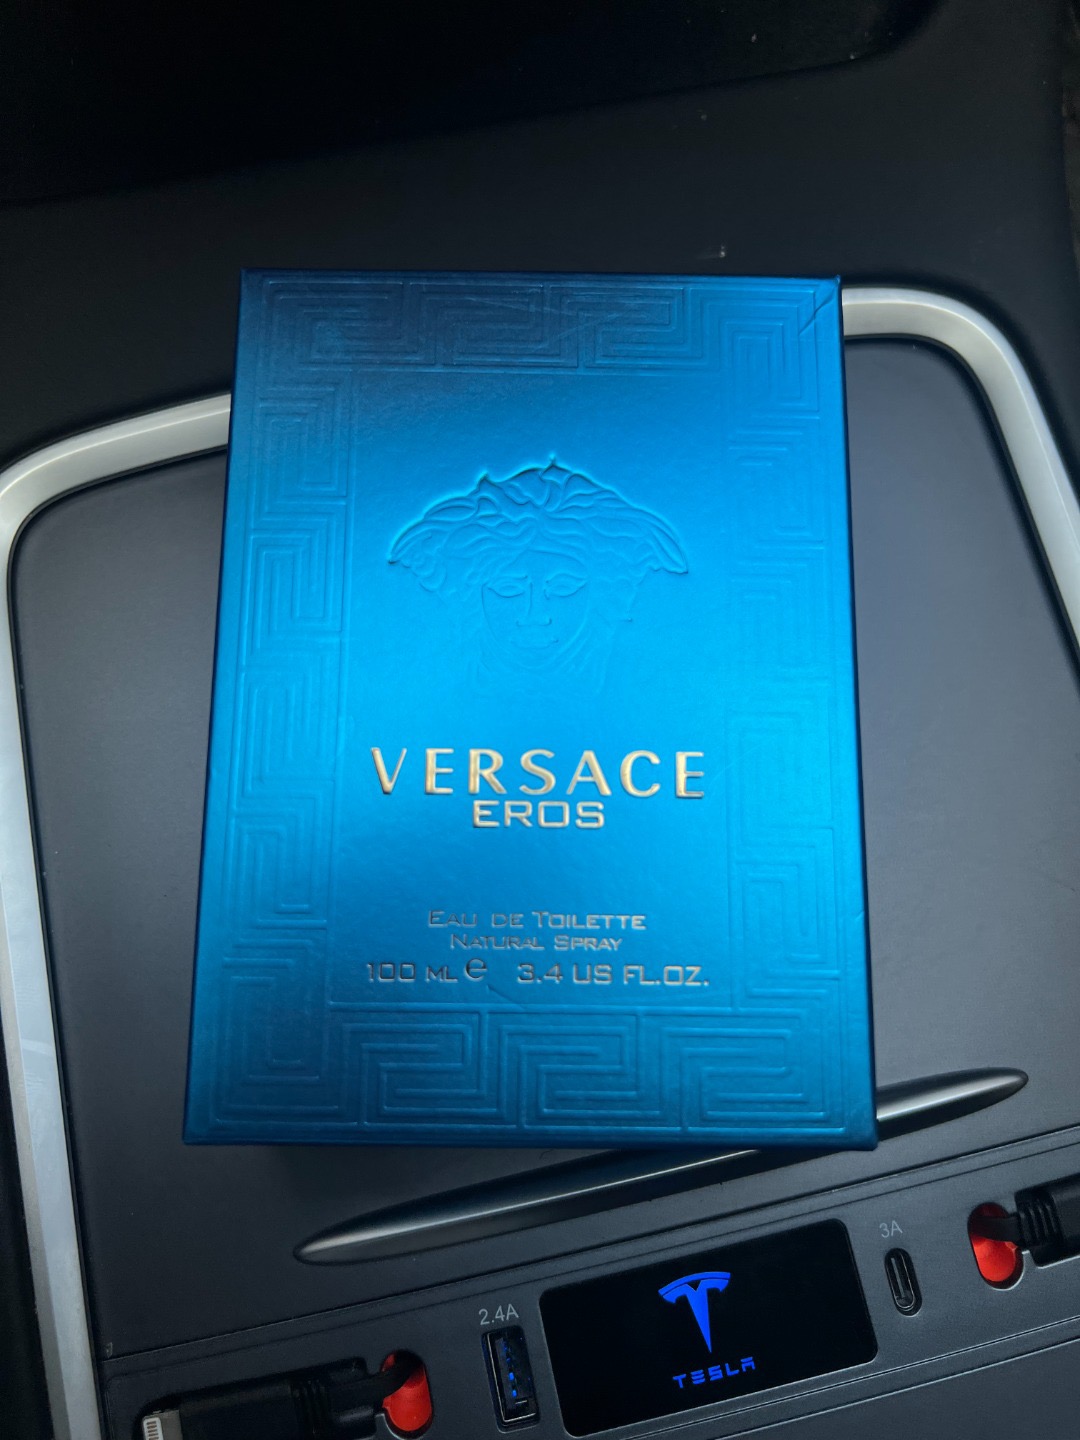 VERSACE
EROS
EAU DE TOILETTE
NATURAL SPRAY
100 ML ℮ 3.4 US FL.OZ.
3A
2.4A
TESLA